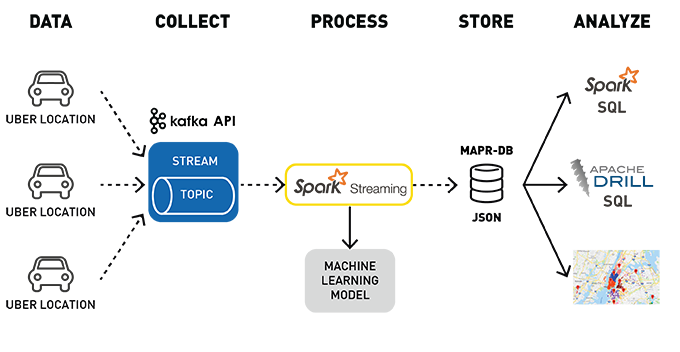 DATA
COLLECT
PROCESS
STORE
ANALYZE
UBER LOCATION
UBER LOCATION
UBER LOCATION
kafka API
STREAM
TOPIC
Spark Streaming
MACHINE
LEARNING
MODEL
MAPR-DB
JSON
Spark
SQL
APACHE
DRILL
SQL